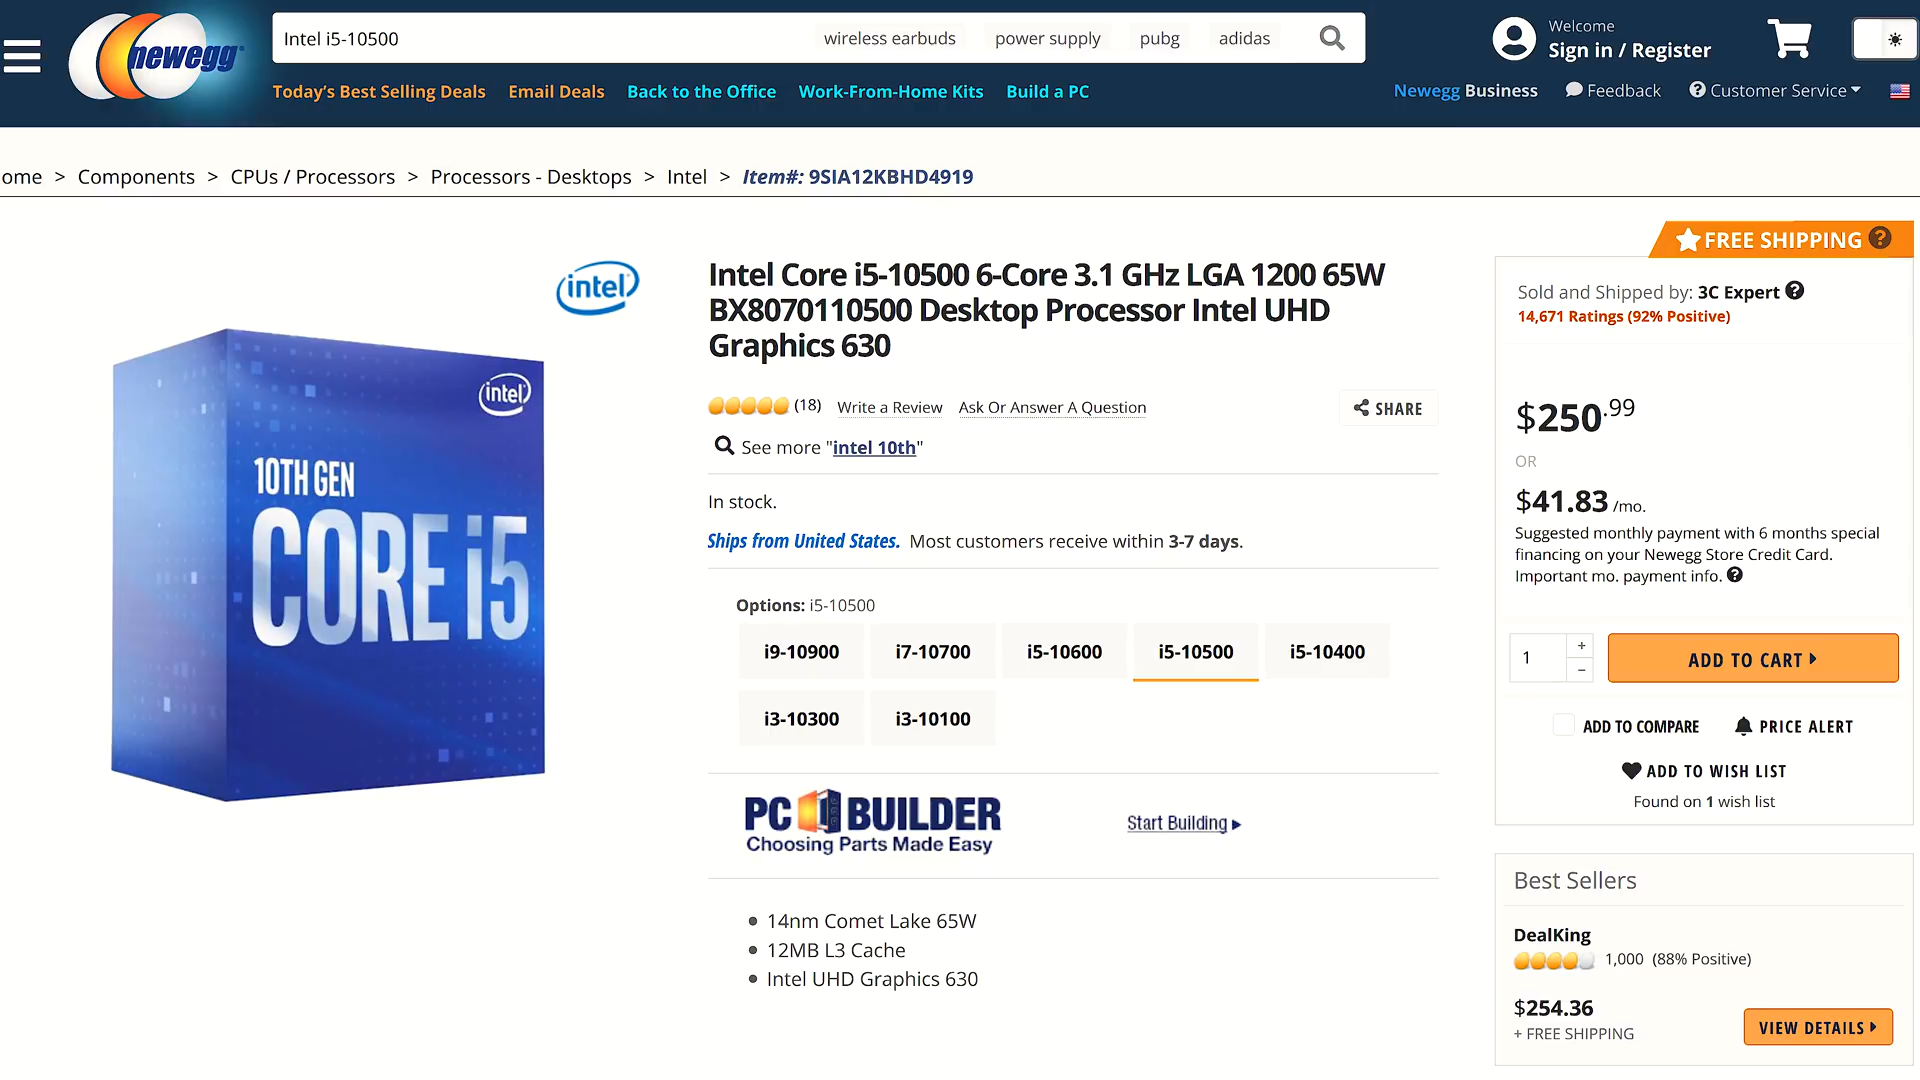 newegg
Intel i5-10500
wireless earbuds
power supply
pubg
adidas
Welcome
Sign in / Register
Today's Best Selling Deals
Email Deals
Back to the Office
Work-From-Home Kits
Build a PC
Newegg Business
Feedback
Customer Service
ome > Components > CPUs / Processors > Processors - Desktops > Intel > Item#: 9SIA12KBHD4919
intel
intel
10TH GEN
CORE i5
Intel Core i5-10500 6-Core 3.1 GHz LGA 1200 65W
BX8070110500 Desktop Processor Intel UHD
Graphics 630
(18)
Write a Review
Ask Or Answer A Question
SHARE
See more "intel 10th"
In stock.
Ships from United States. Most customers receive within 3-7 days.
Options: i5-10500
i9-10900
i7-10700
i5-10600
i5-10500
i5-10400
i3-10300
i3-10100
PC BUILDER
Choosing Parts Made Easy
Start Building
14nm Comet Lake 65W
12MB L3 Cache
Intel UHD Graphics 630
FREE SHIPPING ?
Sold and Shipped by: 3C Expert ?
14,671 Ratings (92% Positive)
$250.99
OR
$41.83 /mo.
Suggested monthly payment with 6 months special
financing on your Newegg Store Credit Card.
Important mo. payment info. ?
1
+
−
ADD TO CART
ADD TO COMPARE
PRICE ALERT
ADD TO WISH LIST
Found on 1 wish list
Best Sellers
DealKing
1,000 (88% Positive)
$254.36
+ FREE SHIPPING
VIEW DETAILS